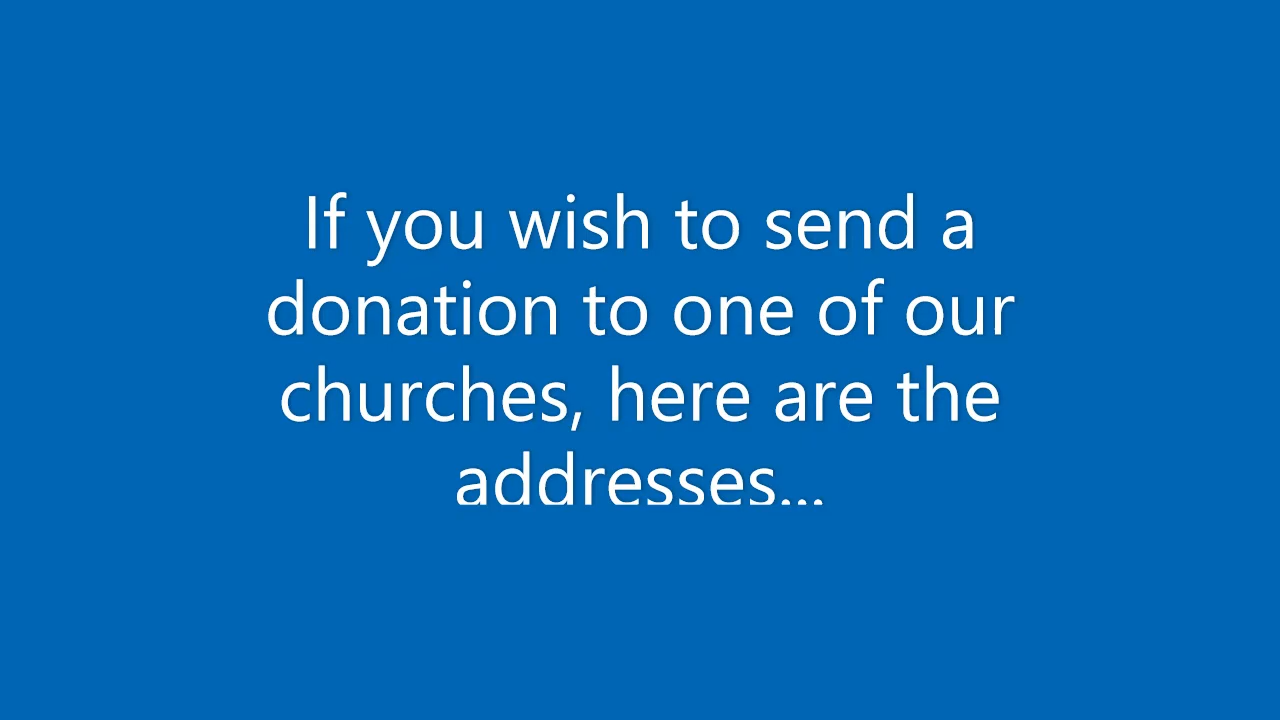 If you wish to send a
donation to one of our
churches, here are the
addresses...